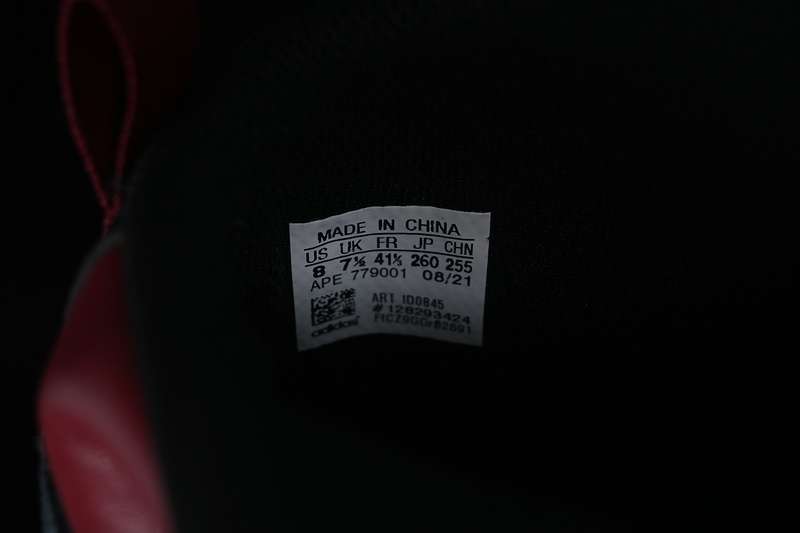 MADE IN CHINA
US UK FR JP CHN
8 7½ 41⅓ 260 255
APE 779001 08/21
ART ID0845
#128293424
adidas